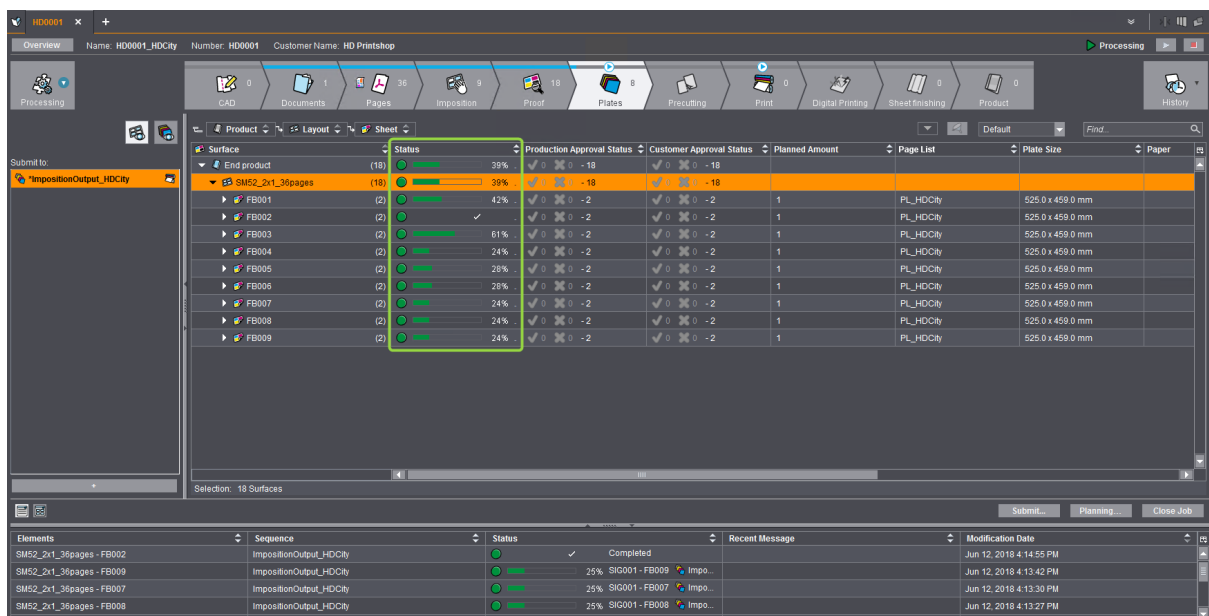 HD0001 × +
Overview Name: HD0001_HDCity Number: HD0001 Customer Name: HD Printshop Processing
Processing
0 1 36 9 18 8 0 0 0
CAD Documents Pages Imposition Proof Plates Precutting Print Digital Printing Sheet finishing Product History
Product Layout Sheet Default Find...
Submit to:
*ImpositionOutput_HDCity
+
Surface Status Production Approval Status Customer Approval Status Planned Amount Page List Plate Size Paper
End product (18) 39% . 0 0 - 18 0 0 - 18
SM52_2x1_36pages (18) 39% . 0 0 - 18 0 0 - 18
FB001 (2) 42% . 0 0 - 2 0 0 - 2 1 PL_HDCity 525.0 x 459.0 mm
FB002 (2) . 0 0 - 2 0 0 - 2 1 PL_HDCity 525.0 x 459.0 mm
FB003 (2) 61% . 0 0 - 2 0 0 - 2 1 PL_HDCity 525.0 x 459.0 mm
FB004 (2) 24% . 0 0 - 2 0 0 - 2 1 PL_HDCity 525.0 x 459.0 mm
FB005 (2) 28% . 0 0 - 2 0 0 - 2 1 PL_HDCity 525.0 x 459.0 mm
FB006 (2) 28% . 0 0 - 2 0 0 - 2 1 PL_HDCity 525.0 x 459.0 mm
FB007 (2) 24% . 0 0 - 2 0 0 - 2 1 PL_HDCity 525.0 x 459.0 mm
FB008 (2) 24% . 0 0 - 2 0 0 - 2 1 PL_HDCity 525.0 x 459.0 mm
FB009 (2) 24% . 0 0 - 2 0 0 - 2 1 PL_HDCity 525.0 x 459.0 mm
Selection: 18 Surfaces
Submit... Planning... Close Job
Elements Sequence Status Recent Message Modification Date
SM52_2x1_36pages - FB002 ImpositionOutput_HDCity Completed Jun 12, 2018 4:14:55 PM
SM52_2x1_36pages - FB009 ImpositionOutput_HDCity 25% SIG001 - FB009 Impo... Jun 12, 2018 4:13:42 PM
SM52_2x1_36pages - FB007 ImpositionOutput_HDCity 25% SIG001 - FB007 Impo... Jun 12, 2018 4:13:30 PM
SM52_2x1_36pages - FB008 ImpositionOutput_HDCity 25% SIG001 - FB008 Impo... Jun 12, 2018 4:13:27 PM